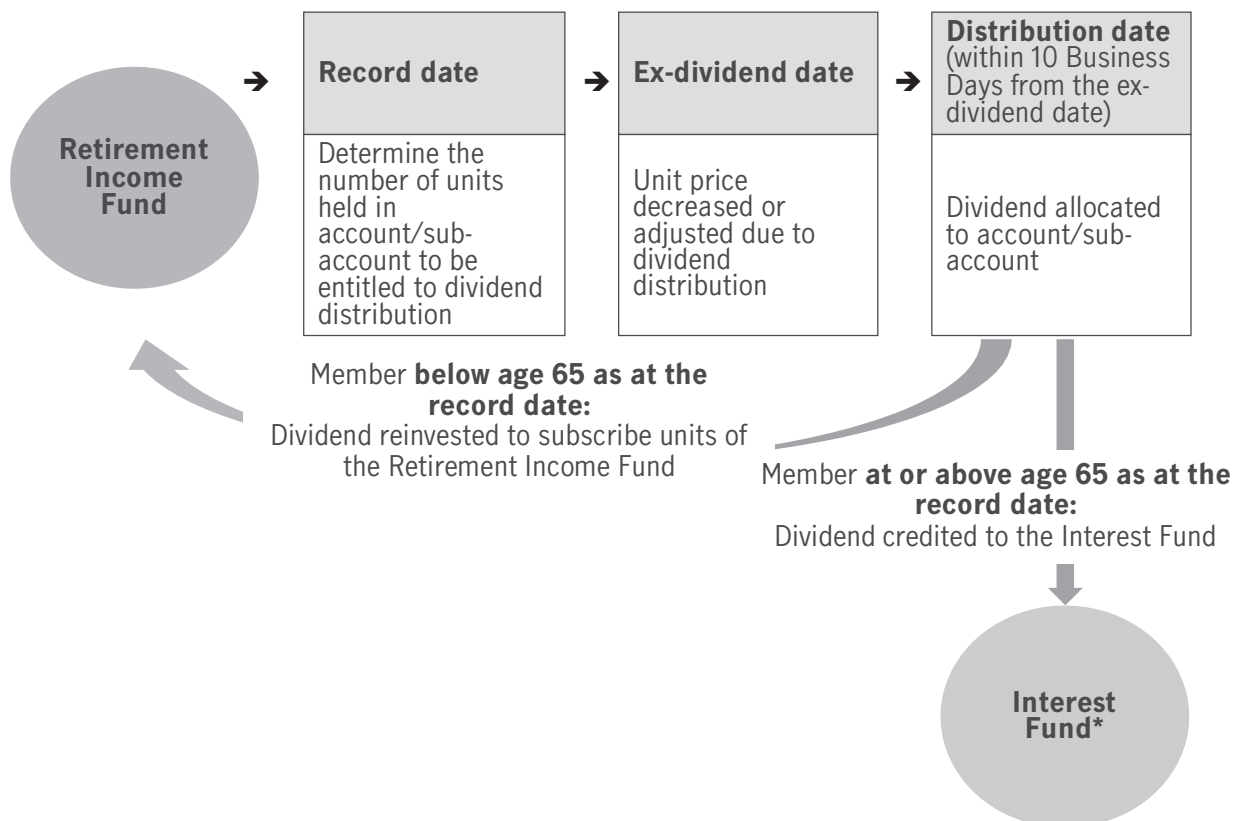 Retirement
Income
Fund
Record date
Determine the
number of units
held in
account/sub-
account to be
entitled to dividend
distribution
Ex-dividend date
Unit price
decreased or
adjusted due to
dividend
distribution
Distribution date
(within 10 Business
Days from the ex-
dividend date)
Dividend allocated
to account/sub-
account
Member below age 65 as at the
record date:
Dividend reinvested to subscribe units of
the Retirement Income Fund
Member at or above age 65 as at the
record date:
Dividend credited to the Interest Fund
Interest
Fund*